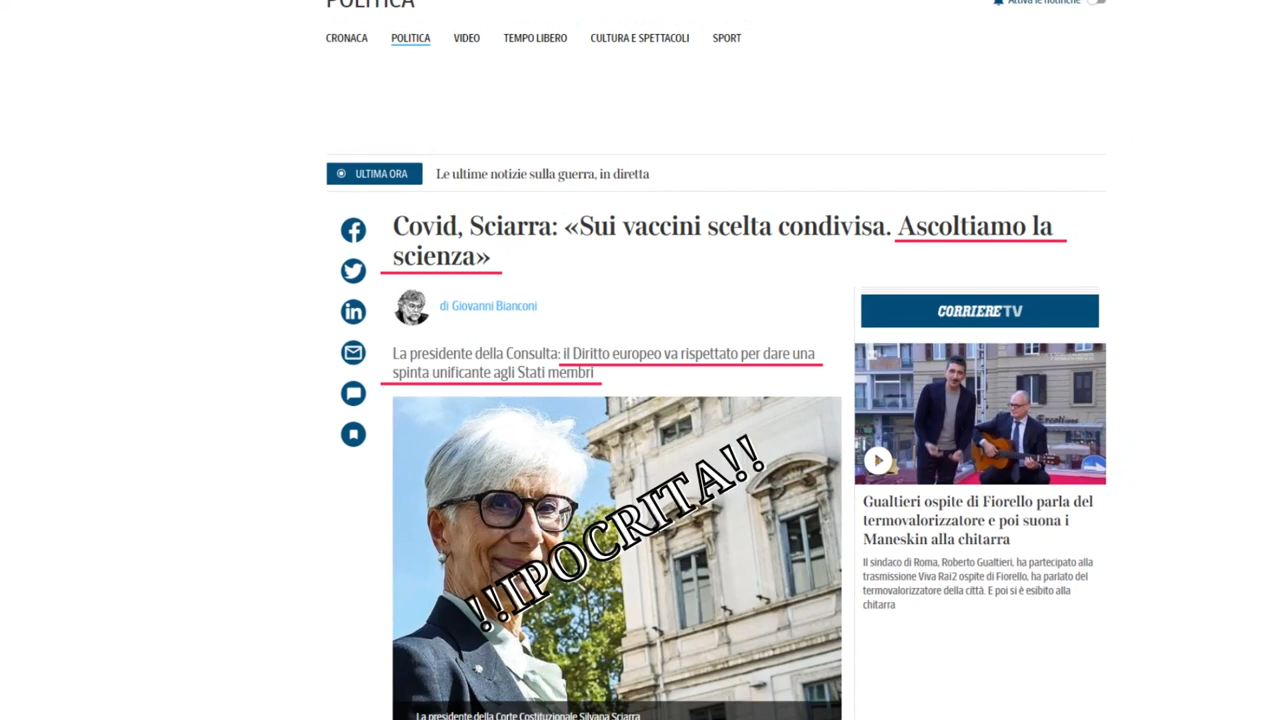 POLITICA
Attiva le notifiche
CRONACA POLITICA VIDEO TEMPO LIBERO CULTURA E SPETTACOLI SPORT
ULTIMA ORA Le ultime notizie sulla guerra, in diretta
Covid, Sciarra: «Sui vaccini scelta condivisa. Ascoltiamo la
scienza»
di Giovanni Bianconi
La presidente della Consulta: il Diritto europeo va rispettato per dare una
spinta unificante agli Stati membri
!!IPOCRITA!!
La presidente della Corte Costituzionale Silvana Sciarra
CORRIERE TV
Gualtieri ospite di Fiorello parla del
termovalorizzatore e poi suona i
Maneskin alla chitarra
Il sindaco di Roma, Roberto Gualtieri, ha partecipato alla
trasmissione Viva Rai2 ospite di Fiorello, ha parlato del
termovalorizzatore della città. E poi si è esibito alla
chitarra